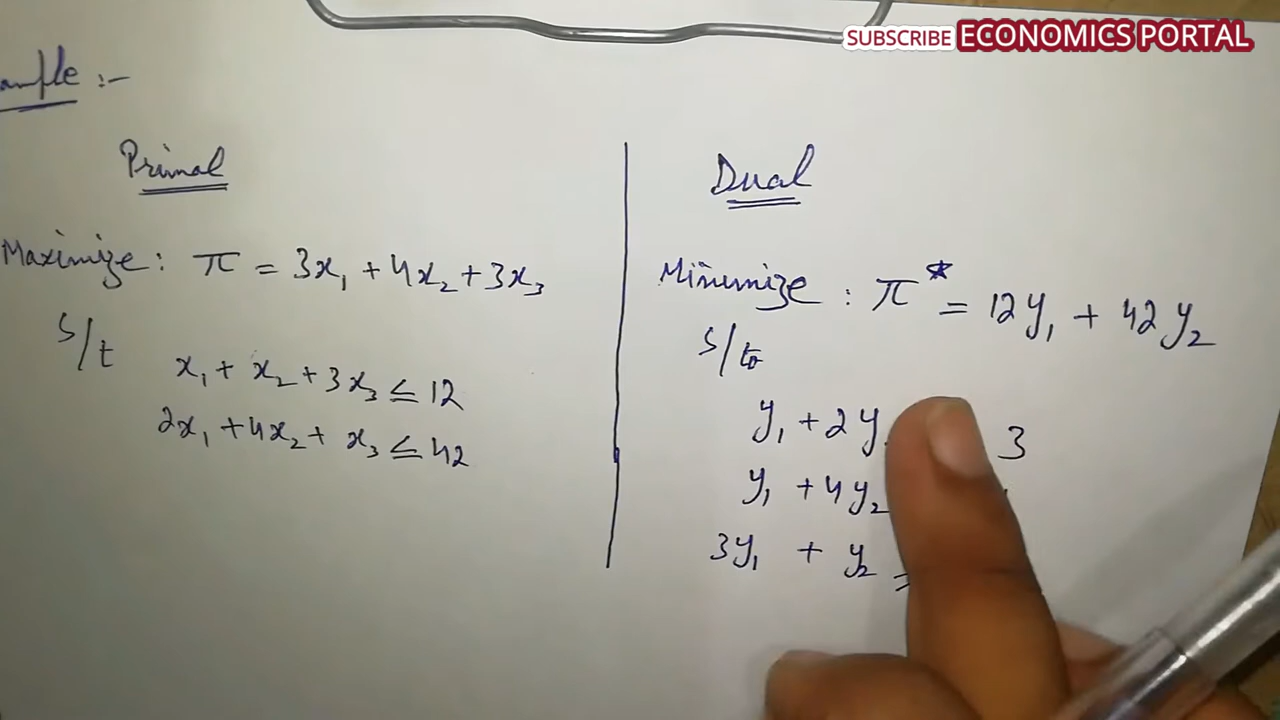 SUBSCRIBE ECONOMICS PORTAL
:-
Primal
Maximize: π = 3x₁ + 4x₂ + 3x₃
S/t
x₁ + x₂ + 3x₃ ≤ 12
2x₁ + 4x₂ + x₃ ≤ 42
Dual
Minimize : π* = 12y₁ + 42y₂
S/to
y₁ + 2y 3
y₁ + 4y₂
3y₁ + y₂